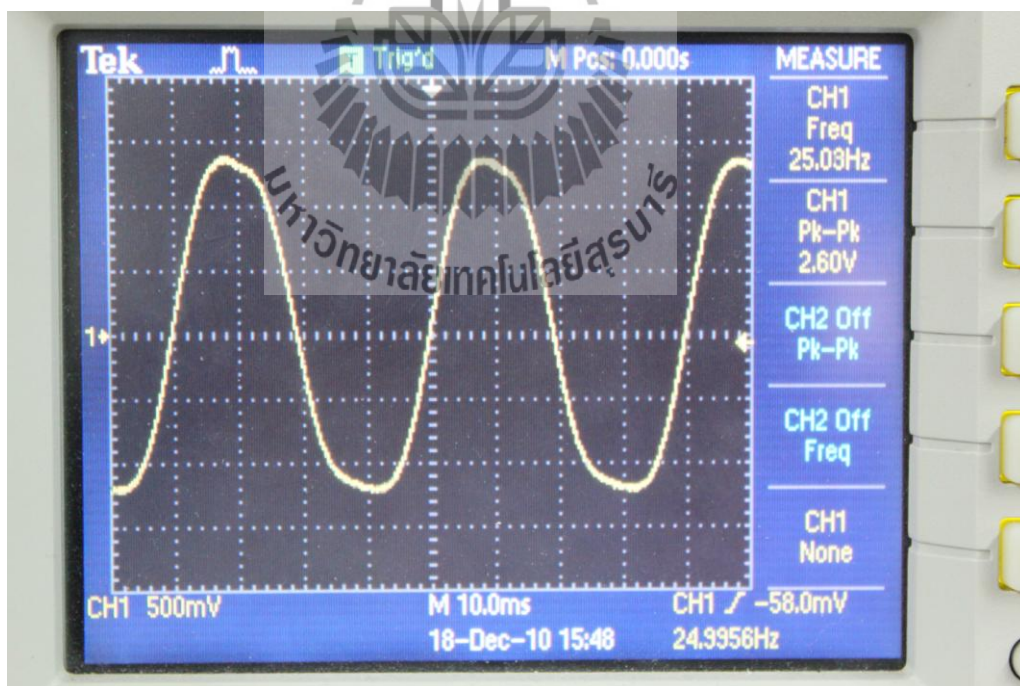 Tek
Trig'd
M Pos: 0.000s
MEASURE
CH1
Freq
25.03Hz
CH1
Pk-Pk
2.60V
CH2 Off
Pk-Pk
CH2 Off
Freq
CH1
None
มหาวิทยาลัยเทคโนโลยีสุรนารี
1
CH1 500mV
M 10.0ms
CH1 -58.0mV
18-Dec-10 15:48
24.9956Hz